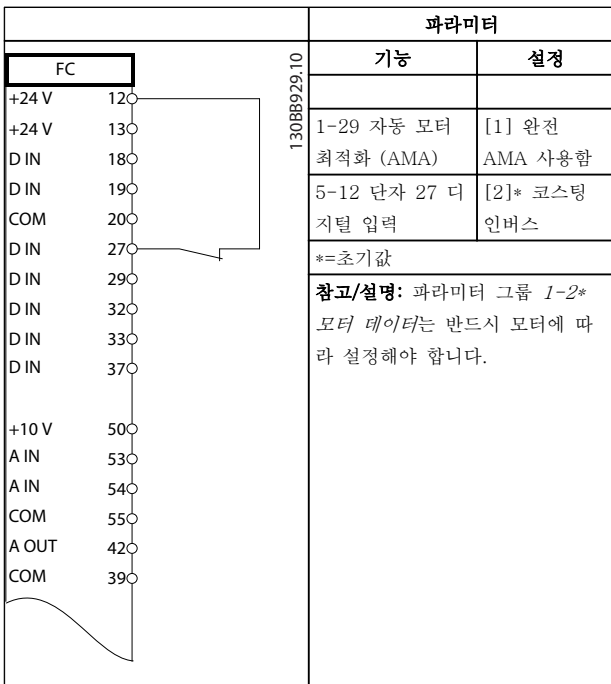 FC
+24 V 12
+24 V 13
D IN 18
D IN 19
COM 20
D IN 27
D IN 29
D IN 32
D IN 33
D IN 37
+10 V 50
A IN 53
A IN 54
COM 55
A OUT 42
COM 39
130BB929.10
파라미터
기능 설정
1-29 자동 모터 [1] 완전
최적화 (AMA) AMA 사용함
5-12 단자 27 디 [2]* 코스팅
지털 입력 인버스
*=초기값
참고/설명: 파라미터 그룹 1-2*
모터 데이터는 반드시 모터에 따
라 설정해야 합니다.